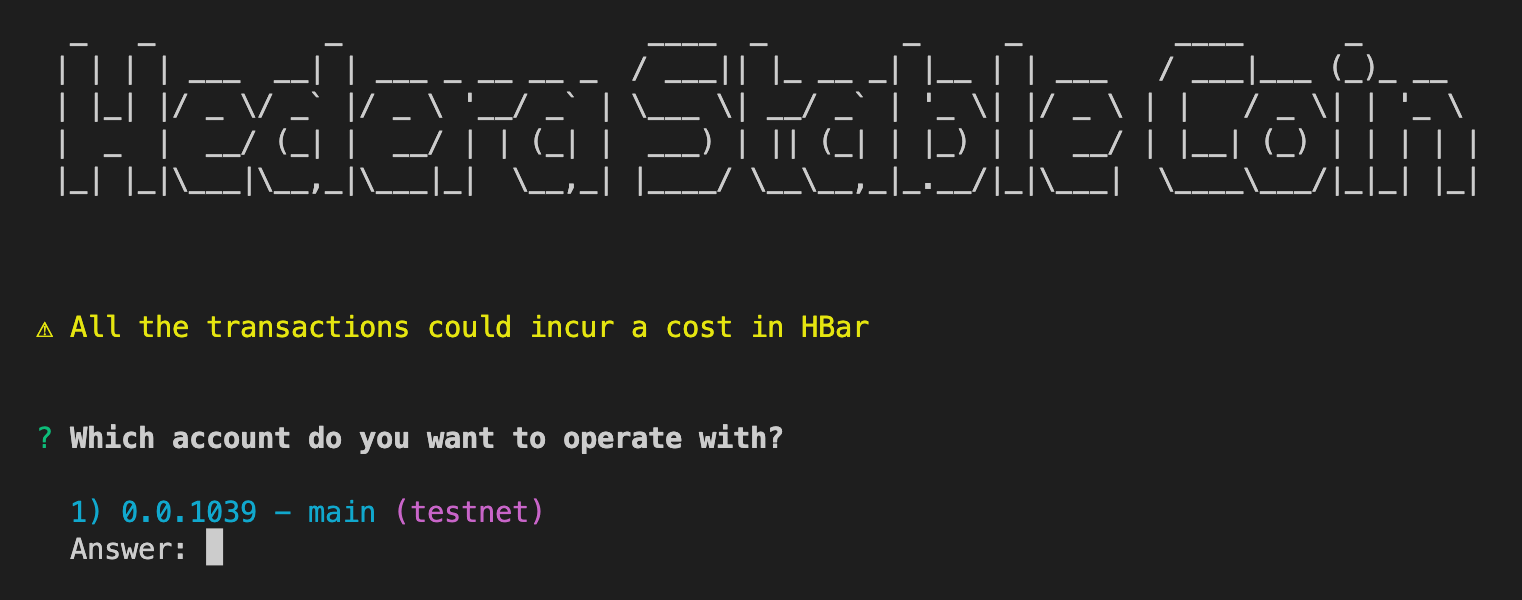 Hedera Stable Coin
⚠ All the transactions could incur a cost in HBar
? Which account do you want to operate with?
1) 0.0.1039 - main (testnet)
Answer: